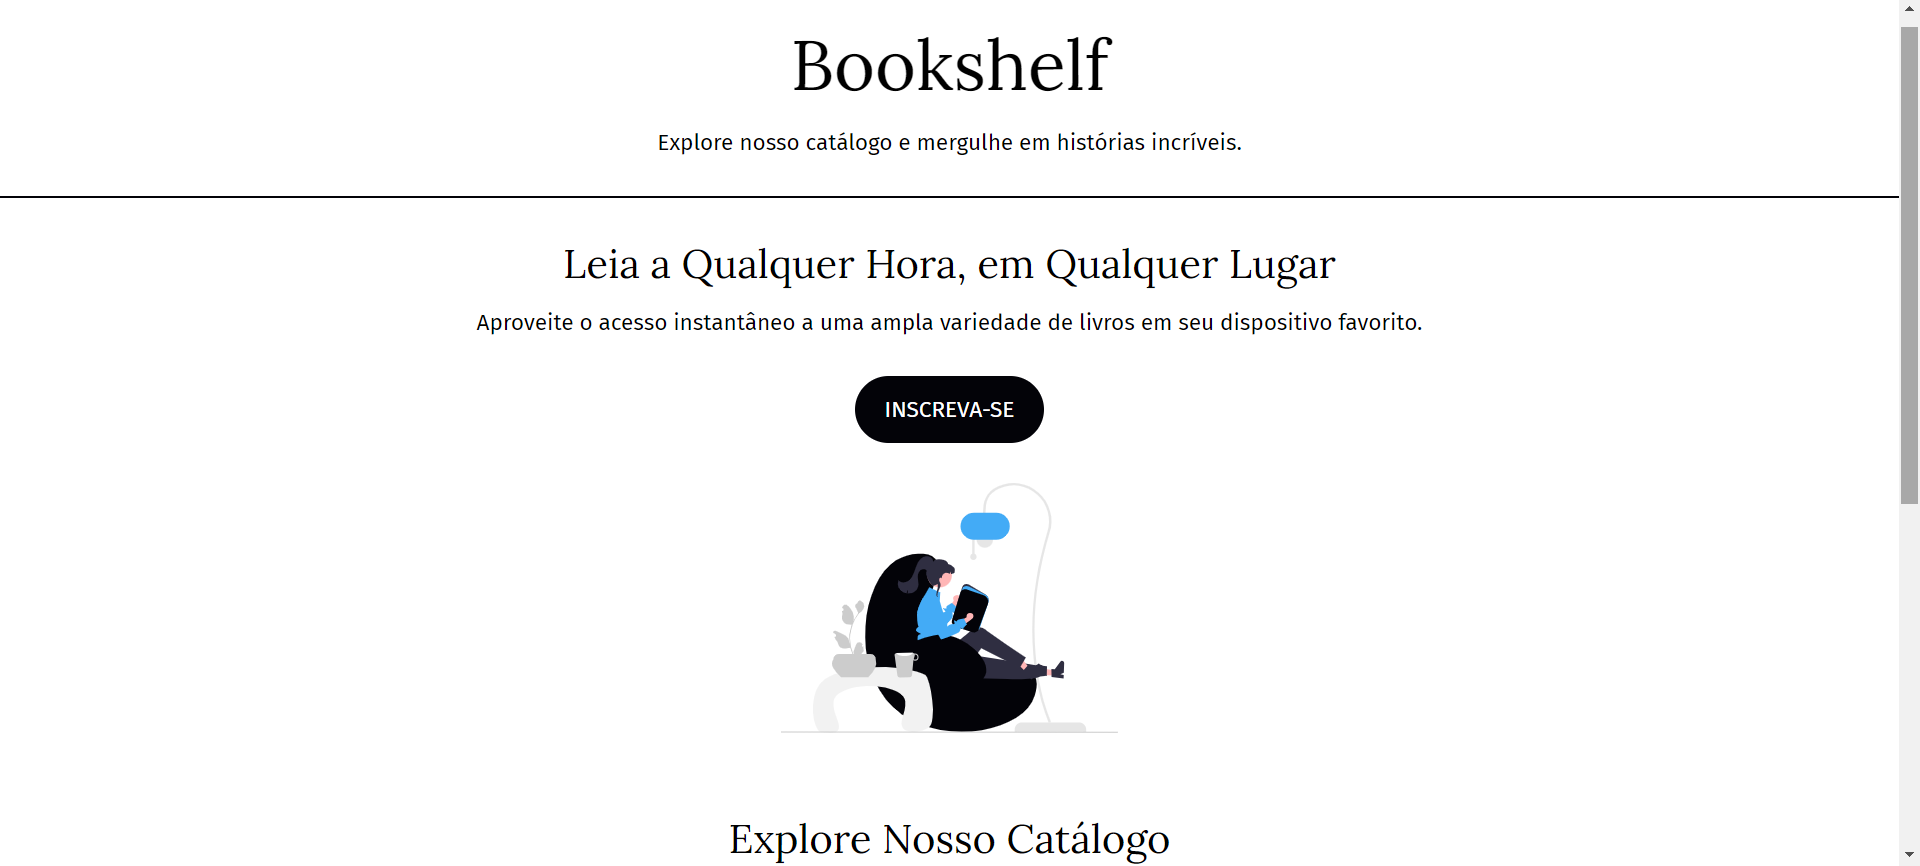 Bookshelf
Explore nosso catálogo e mergulhe em histórias incríveis.
Leia a Qualquer Hora, em Qualquer Lugar
Aproveite o acesso instantâneo a uma ampla variedade de livros em seu dispositivo favorito.
INSCREVA-SE
Explore Nosso Catálogo